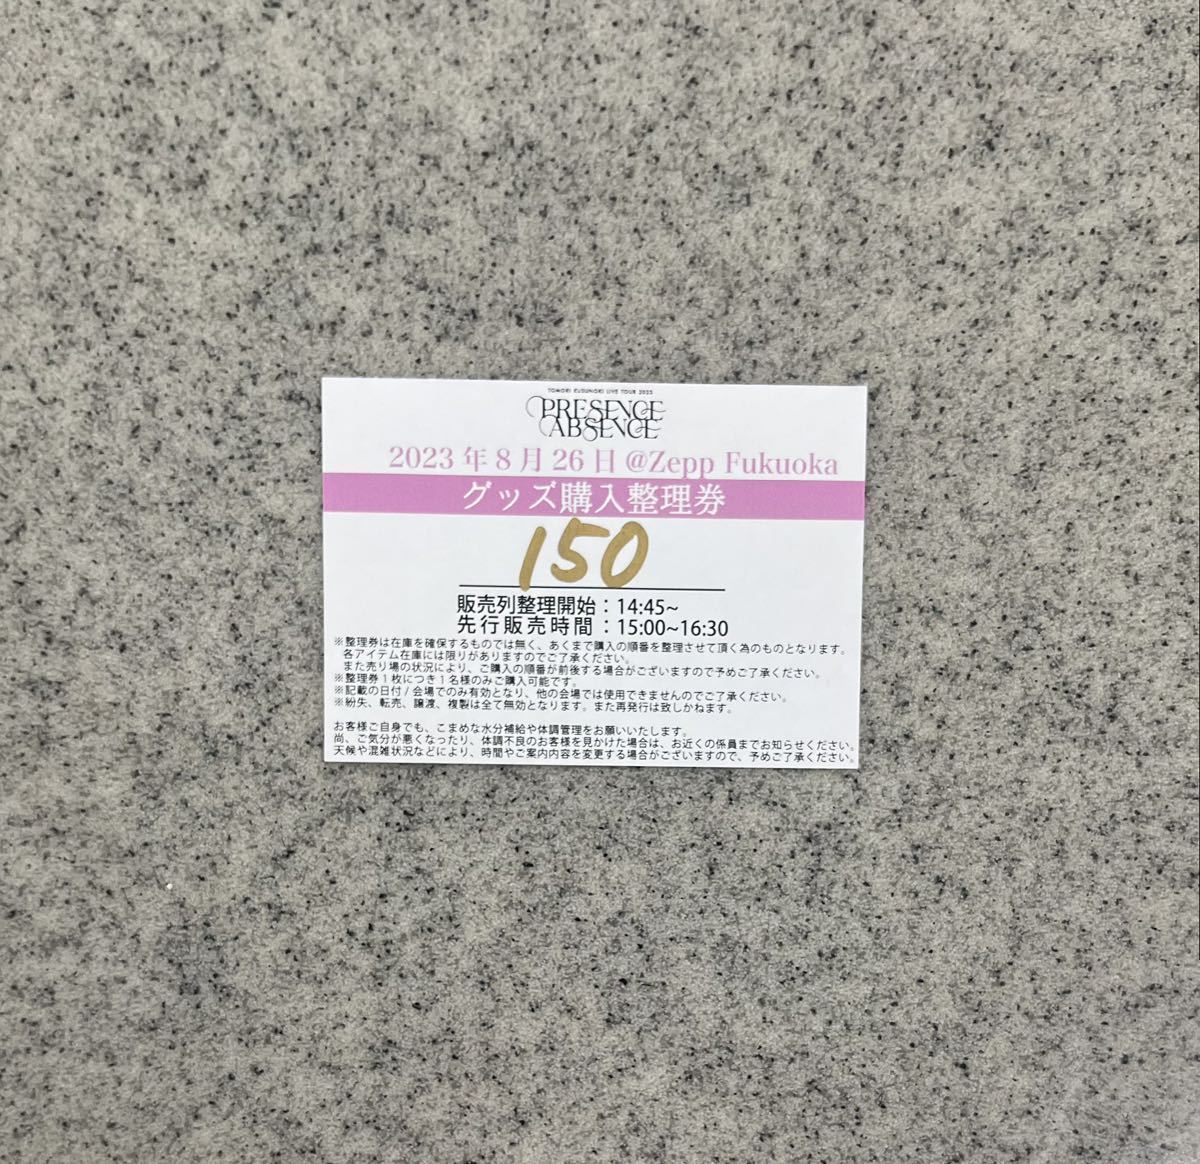 TOMORI KUSUNOKI LIVE TOUR 2023
PRESENCE
ABSENCE
2023年8月26日@Zepp Fukuoka
グッズ購入整理券
150
販売列整理開始：14:45~
先行販売時間：15:00~16:30
※整理券は在庫を確保するものでは無く、あくまで購入の順番を整理させて頂く為のものとなります。
各アイテム在庫には限りがありますのでご了承ください。
また売り場の状況により、ご購入の順番が前後する場合がございますので予めご了承ください。
※整理券1枚につき1名様のみご購入可能です。
※記載の日付/会場でのみ有効となり、他の会場では使用できませんのでご了承ください。
※紛失、転売、譲渡、複製は全て無効となります。また再発行は致しかねます。
お客様ご自身でも、こまめな水分補給や体調管理をお願いいたします。
尚、ご気分が悪くなったり、体調不良のお客様を見かけた場合は、お近くの係員までお知らせください。
天候や混雑状況などにより、時間やご案内内容を変更する場合がございますので、予めご了承ください。